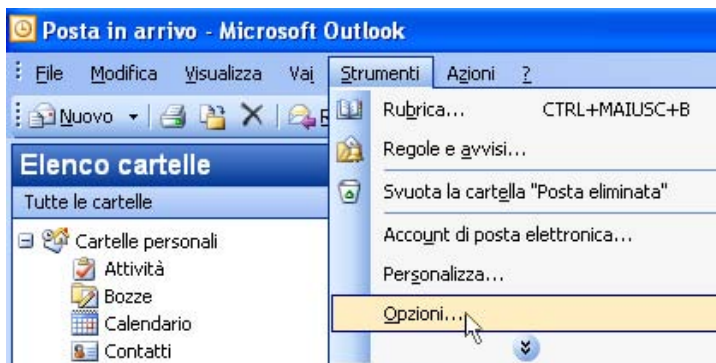 Posta in arrivo - Microsoft Outlook
File Modifica Visualizza Vai Strumenti Azioni ?
Nuovo
Rubrica... CTRL+MAIUSC+B
Regole e avvisi...
Svuota la cartella "Posta eliminata"
Account di posta elettronica...
Personalizza...
Opzioni...
Elenco cartelle
Tutte le cartelle
Cartelle personali
Attività
Bozze
Calendario
Contatti